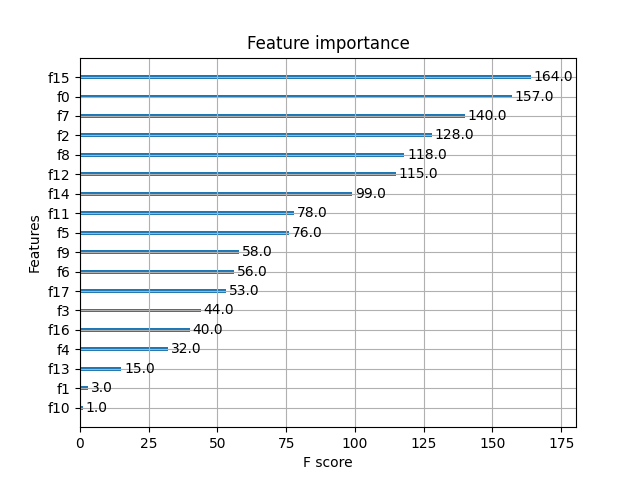 Feature importance
Features
f15 164.0
f0 157.0
f7 140.0
f2 128.0
f8 118.0
f12 115.0
f14 99.0
f11 78.0
f5 76.0
f9 58.0
f6 56.0
f17 53.0
f3 44.0
f16 40.0
f4 32.0
f13 15.0
f1 3.0
f10 1.0
0 25 50 75 100 125 150 175
F score